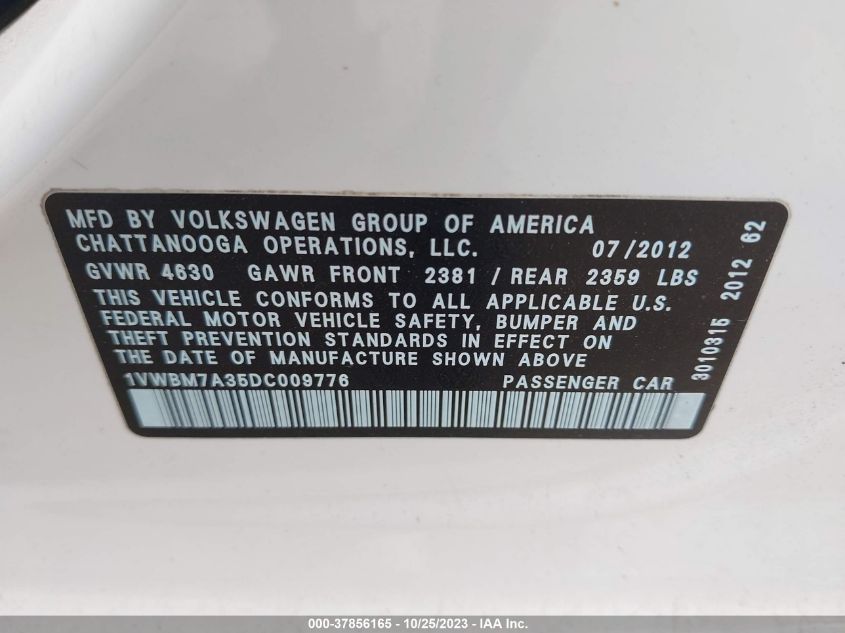 MFD BY VOLKSWAGEN GROUP OF AMERICA
CHATTANOOGA OPERATIONS, LLC. 07/2012
GVWR 4630 GAWR FRONT 2381 / REAR 2359 LBS
THIS VEHICLE CONFORMS TO ALL APPLICABLE U.S.
FEDERAL MOTOR VEHICLE SAFETY, BUMPER AND
THEFT PREVENTION STANDARDS IN EFFECT ON
THE DATE OF MANUFACTURE SHOWN ABOVE
1VWBM7A35DC009776 PASSENGER CAR
3010315 2012 62
000-37856165 - 10/25/2023 - IAA Inc.